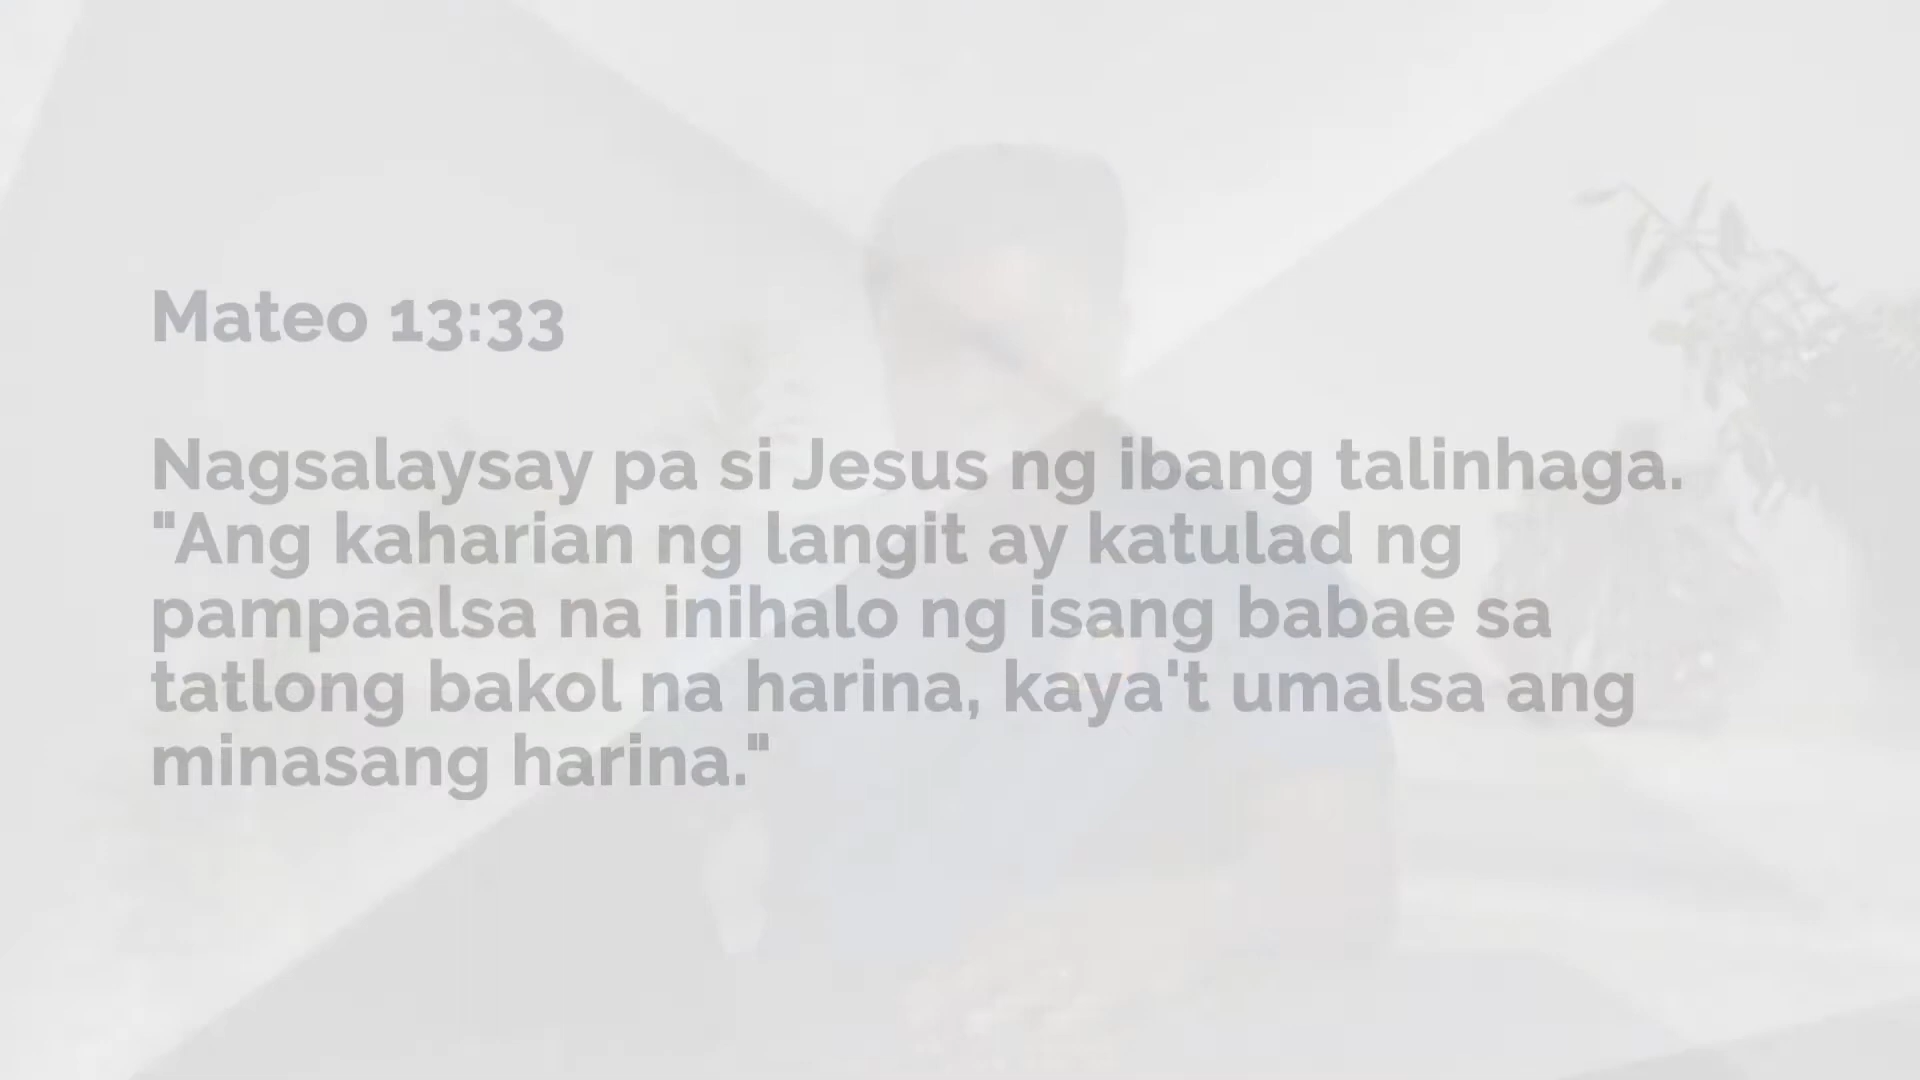 Mateo 13:33
Nagsalaysay pa si Jesus ng ibang talinhaga.
"Ang kaharian ng langit ay katulad ng
pampaalsa na inihalo ng isang babae sa
tatlong bakol na harina, kaya't umalsa ang
minasang harina."